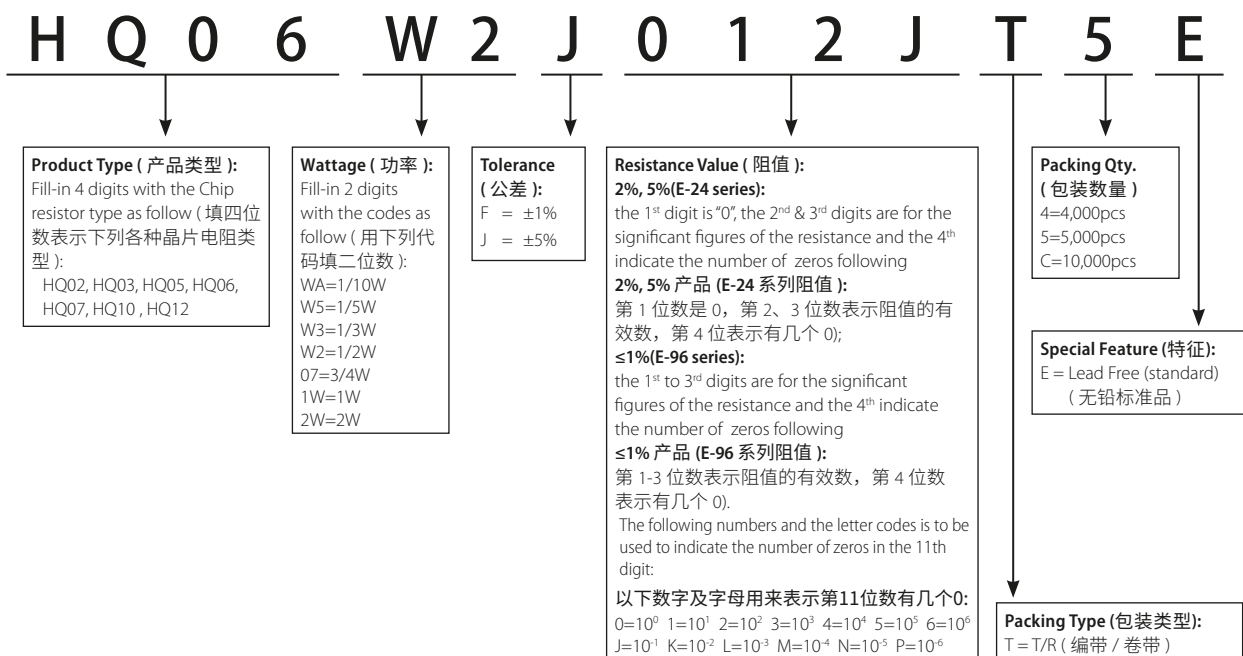 H Q 0 6 W 2 J 0 1 2 J T 5 E
Product Type ( 产品类型 ):
Fill-in 4 digits with the Chip
resistor type as follow ( 填四位
数表示下列各种晶片电阻类
型 ):
HQ02, HQ03, HQ05, HQ06,
HQ07, HQ10 , HQ12
Wattage ( 功率 ):
Fill-in 2 digits
with the codes as
follow ( 用下列代
码填二位数 ):
WA=1/10W
W5=1/5W
W3=1/3W
W2=1/2W
07=3/4W
1W=1W
2W=2W
Tolerance
( 公差 ):
F = ±1%
J = ±5%
Resistance Value ( 阻值 ):
2%, 5%(E-24 series):
the 1st digit is "0", the 2nd & 3rd digits are for the
significant figures of the resistance and the 4th
indicate the number of zeros following
2%, 5% 产品 (E-24 系列阻值 ):
第 1 位数是 0，第 2、3 位数表示阻值的有
效数，第 4 位表示有几个 0);
≤1%(E-96 series):
the 1st to 3rd digits are for the significant
figures of the resistance and the 4th indicate
the number of zeros following
≤1% 产品 (E-96 系列阻值 ):
第 1-3 位数表示阻值的有效数，第 4 位数
表示有几个 0).
The following numbers and the letter codes is to be
used to indicate the number of zeros in the 11th
digit:
以下数字及字母用来表示第11位数有几个0:
0=10⁰ 1=10¹ 2=10² 3=10³ 4=10⁴ 5=10⁵ 6=10⁶
J=10⁻¹ K=10⁻² L=10⁻³ M=10⁻⁴ N=10⁻⁵ P=10⁻⁶
Packing Qty.
( 包装数量 )
4=4,000pcs
5=5,000pcs
C=10,000pcs
Special Feature (特征):
E = Lead Free (standard)
( 无铅标准品 )
Packing Type (包装类型):
T = T/R ( 编带 / 卷带 )